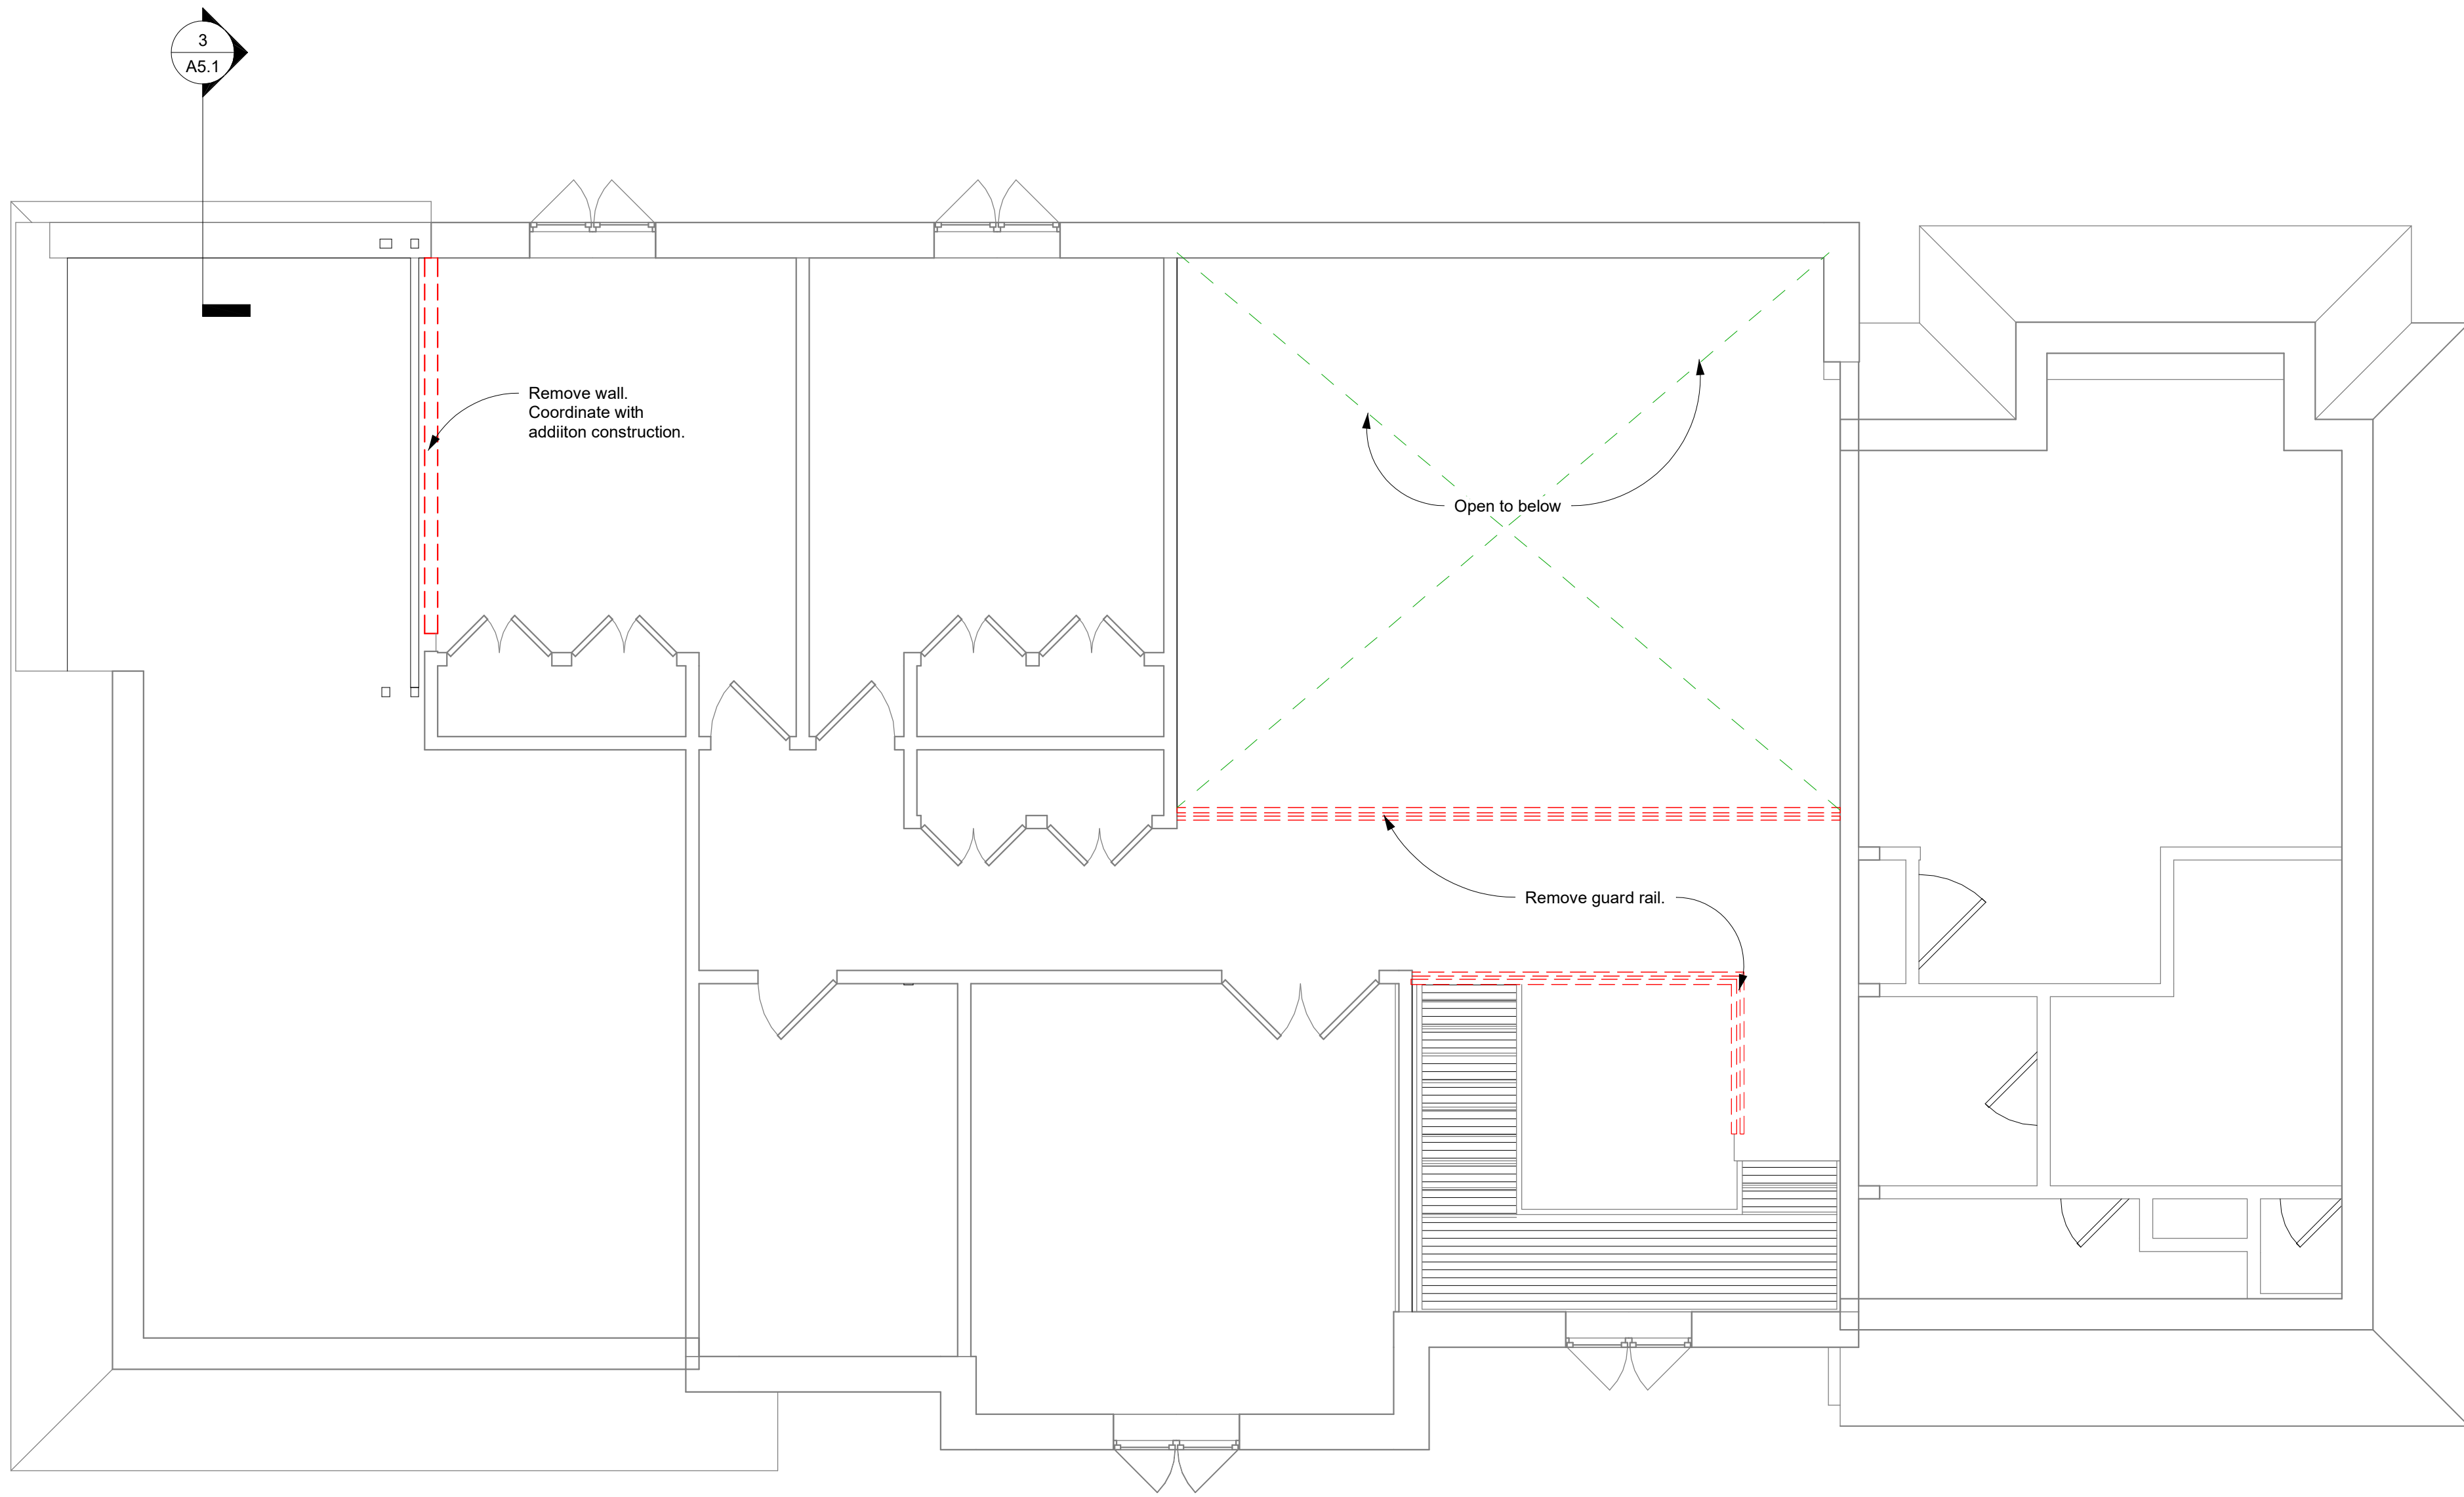 3
A5.1
Remove wall.
Coordinate with
addiiton construction.
Open to below
Remove guard rail.